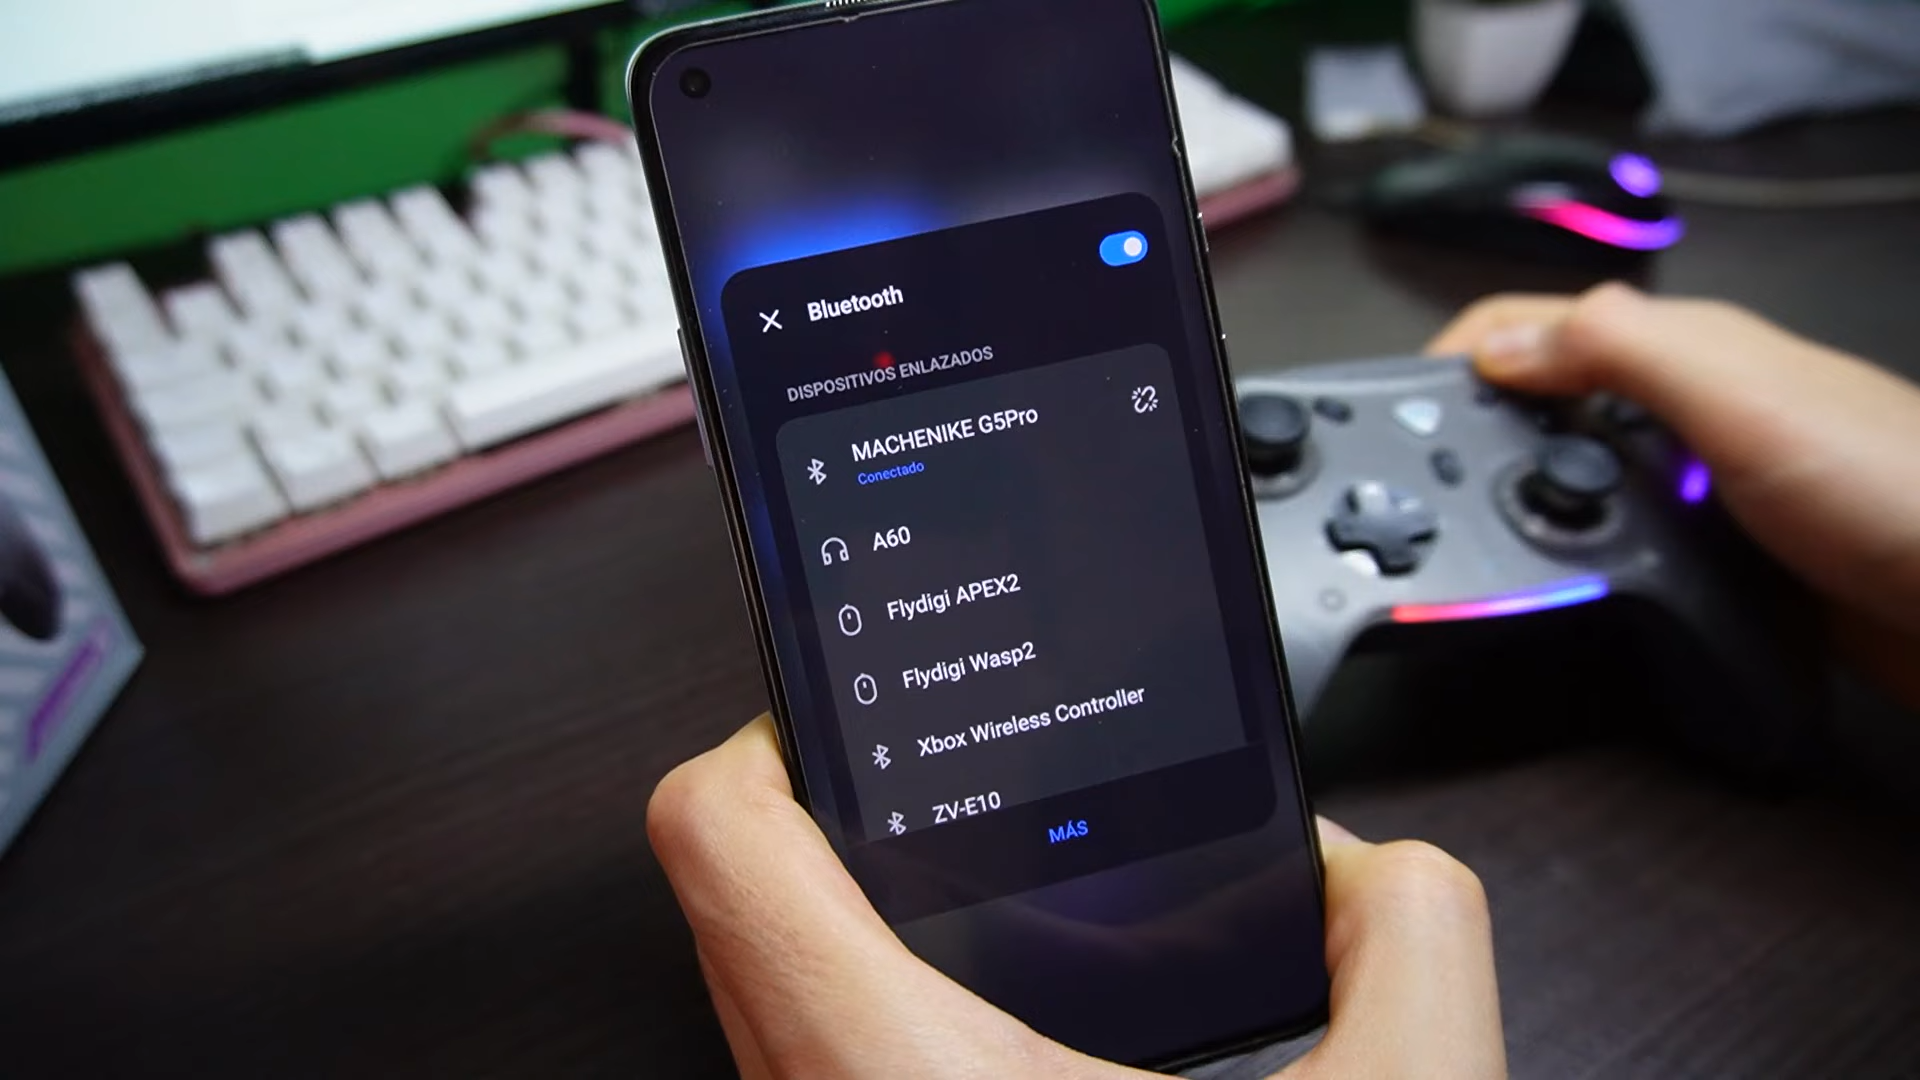 Bluetooth
DISPOSITIVOS ENLAZADOS
MACHENIKE G5Pro
Conectado
A60
Flydigi APEX2
Flydigi Wasp2
Xbox Wireless Controller
ZV-E10
MÁS